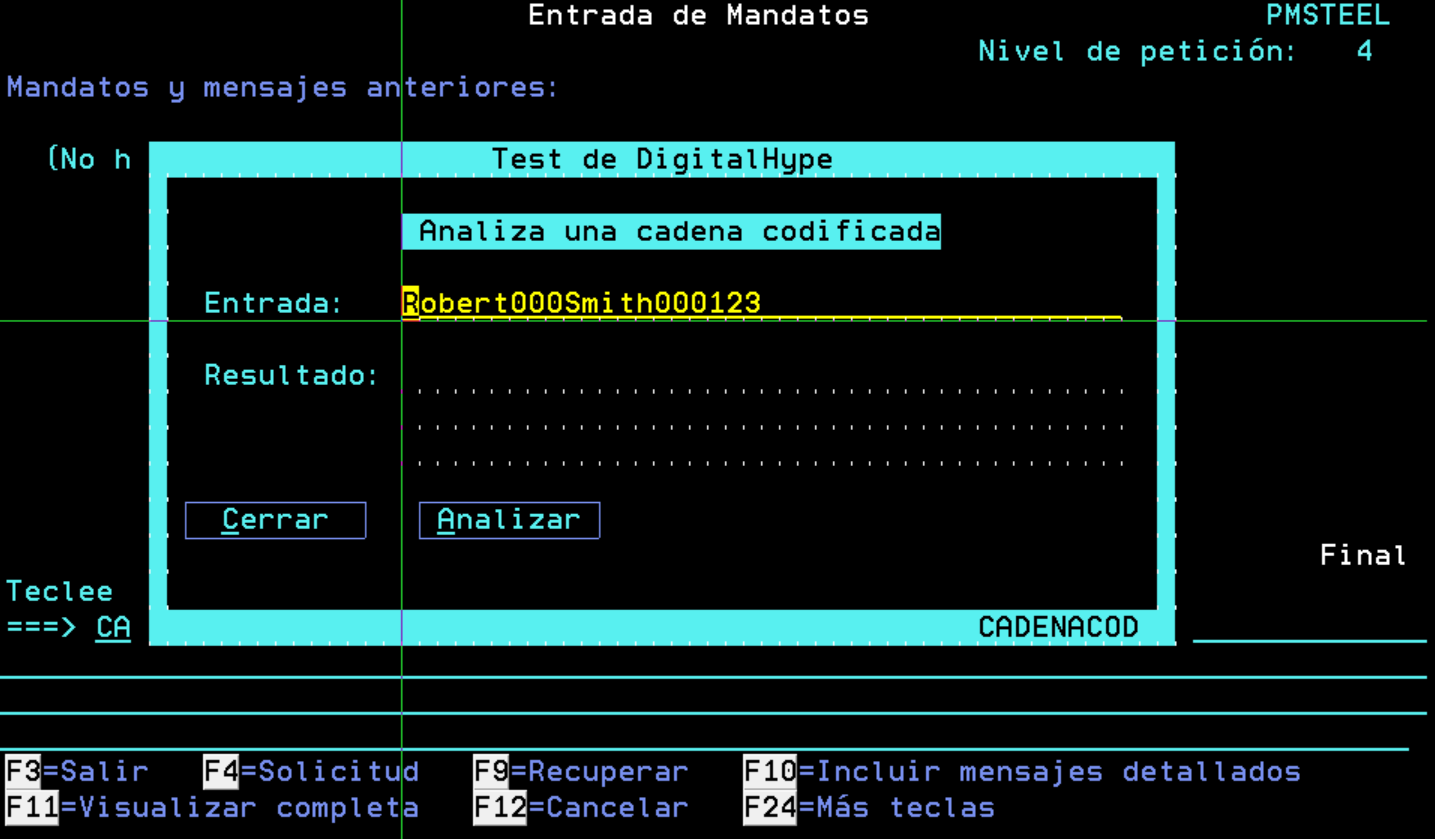 Entrada de Mandatos PMSTEEL
Nivel de petición: 4
Mandatos y mensajes anteriores:
(No h
Test de DigitalHype
Analiza una cadena codificada
Entrada: Robert000Smith000123
Resultado:
Cerrar Analizar
Final
Teclee
===> CA
CADENACOD
F3=Salir F4=Solicitud F9=Recuperar F10=Incluir mensajes detallados
F11=Visualizar completa F12=Cancelar F24=Más teclas